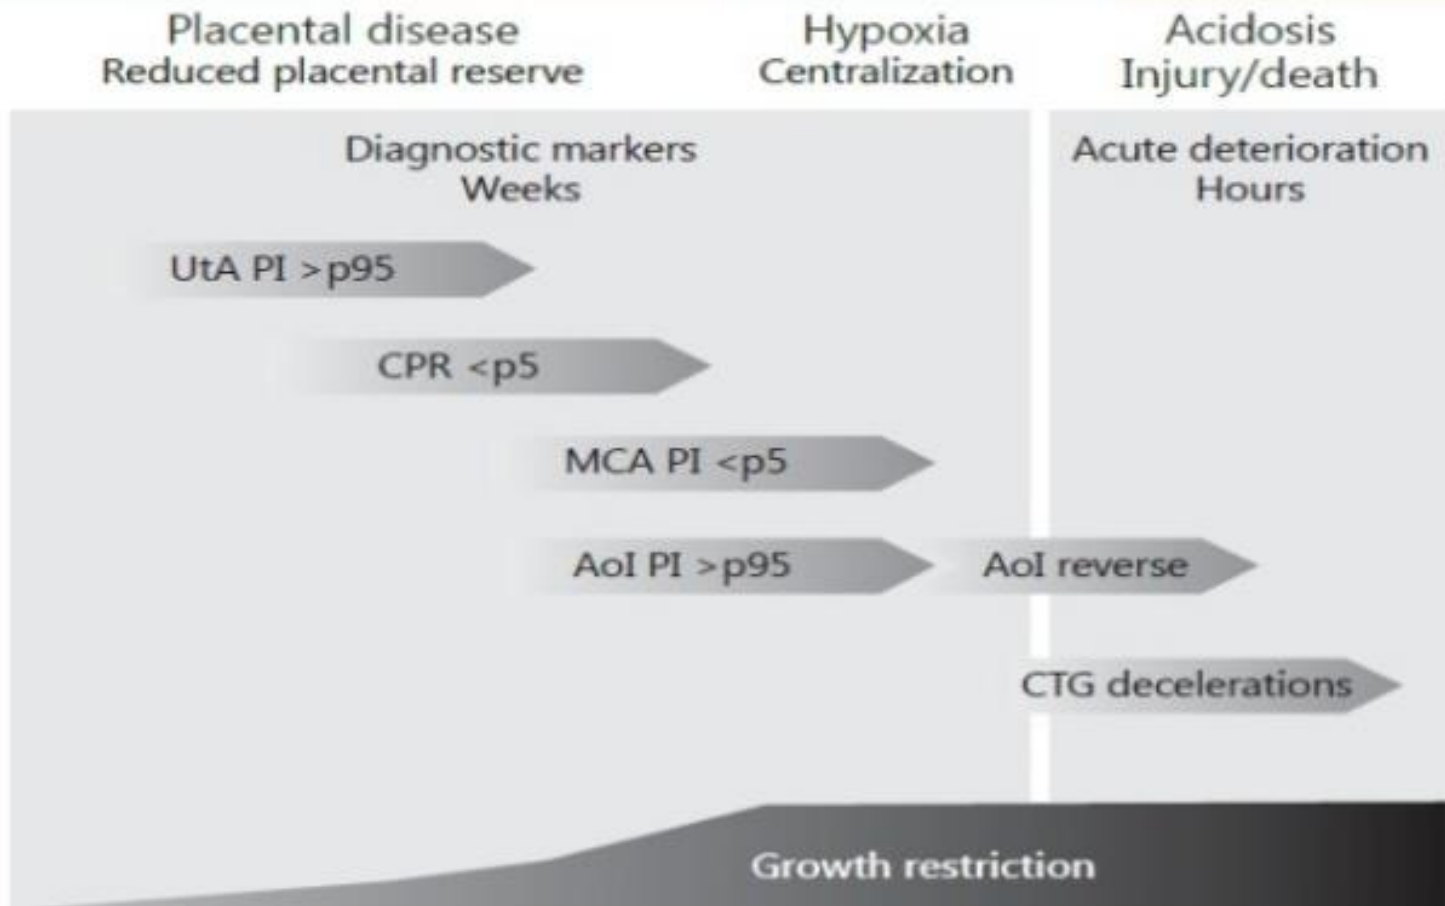 Placental disease
Reduced placental reserve
Hypoxia
Centralization
Acidosis
Injury/death
Diagnostic markers
Weeks
Acute deterioration
Hours
UtA PI >p95
CPR <p5
MCA PI <p5
AoI PI >p95
AoI reverse
CTG decelerations
Growth restriction